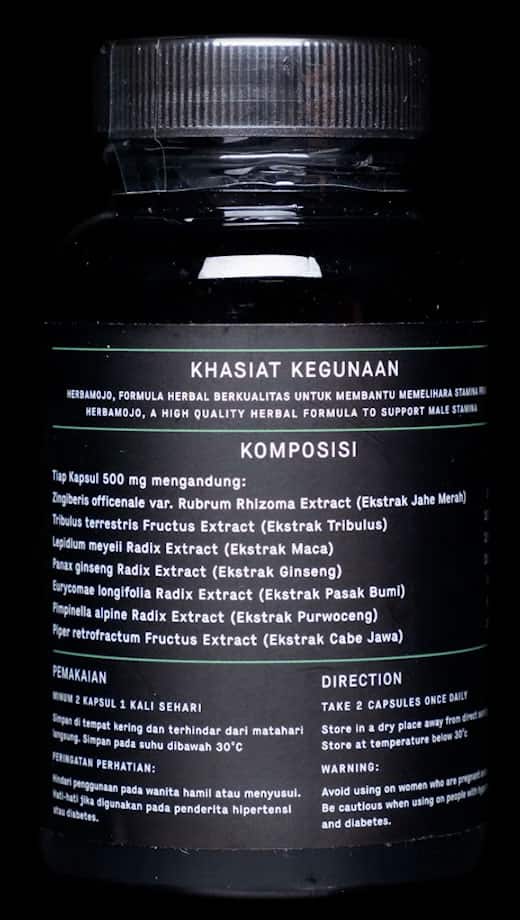 KHASIAT KEGUNAAN
HERBAMOJO, FORMULA HERBAL BERKUALITAS UNTUK MEMBANTU MEMELIHARA STAMINA
HERBAMOJO, A HIGH QUALITY HERBAL FORMULA TO SUPPORT MALE STAMINA
KOMPOSISI
Tiap Kapsul 500 mg mengandung:
Zingiberis officenale var. Rubrum Rhizoma Extract (Ekstrak Jahe Merah)
Tribulus terrestris Fructus Extract (Ekstrak Tribulus)
Lepidium meyeii Radix Extract (Ekstrak Maca)
Panax ginseng Radix Extract (Ekstrak Ginseng)
Eurycomae longifolia Radix Extract (Ekstrak Pasak Bumi)
Pimpinella alpine Radix Extract (Ekstrak Purwoceng)
Piper retrofractum Fructus Extract (Ekstrak Cabe Jawa)
PEMAKAIAN
MINUM 2 KAPSUL 1 KALI SEHARI
Simpan di tempat kering dan terhindar dari matahari
langsung. Simpan pada suhu dibawah 30°C
PERINGATAN PERHATIAN:
Hindari penggunaan pada wanita hamil atau menyusui.
Hati-hati jika digunakan pada penderita hipertensi
atau diabetes.
DIRECTION
TAKE 2 CAPSULES ONCE DAILY
Store in a dry place away from direct
Store at temperature below 30°c
WARNING:
Avoid using on women who are pregnant
Be cautious when using on people with
and diabetes.